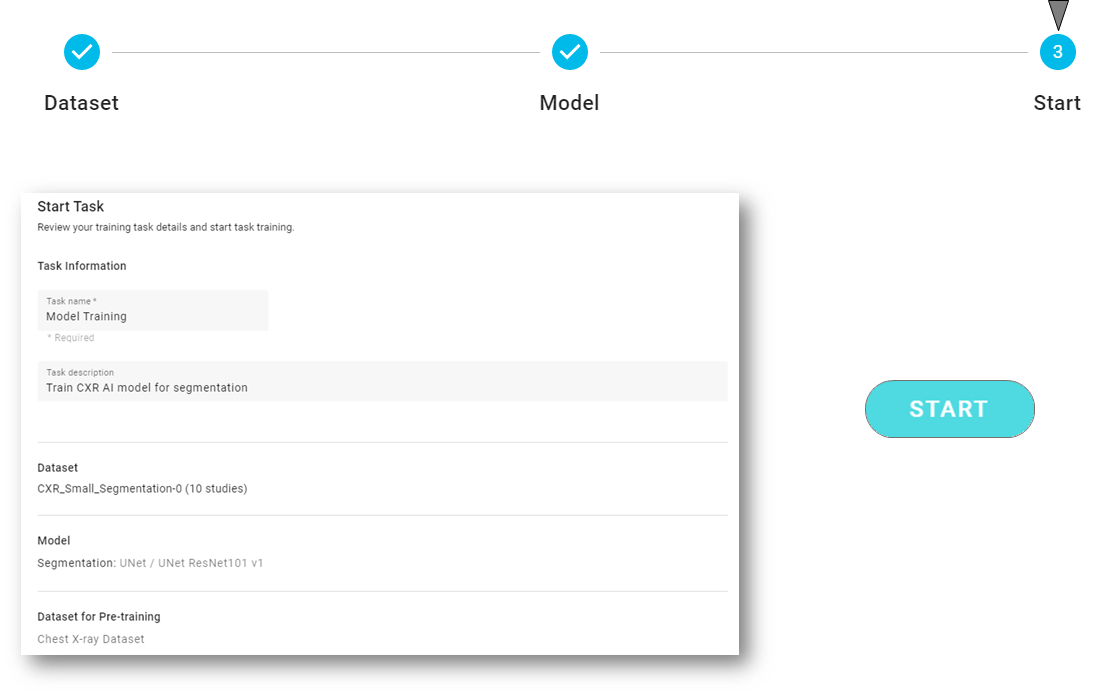 3
Dataset
Model
Start
Start Task
Review your training task details and start task training.
Task Information
Task name *
Model Training
* Required
Task description
Train CXR AI model for segmentation
START
Dataset
CXR_Small_Segmentation-0 (10 studies)
Model
Segmentation: UNet / UNet ResNet101 v1
Dataset for Pre-training
Chest X-ray Dataset